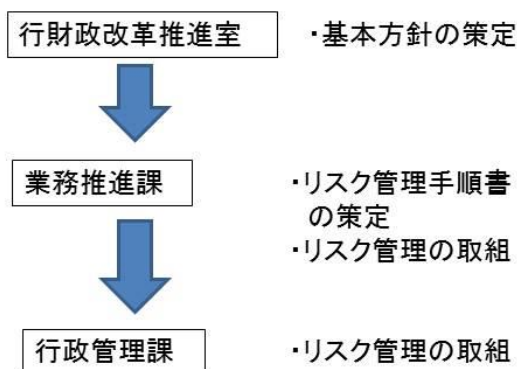 行財政改革推進室
・基本方針の策定
業務推進課
・リスク管理手順書
の策定
・リスク管理の取組
行政管理課
・リスク管理の取組